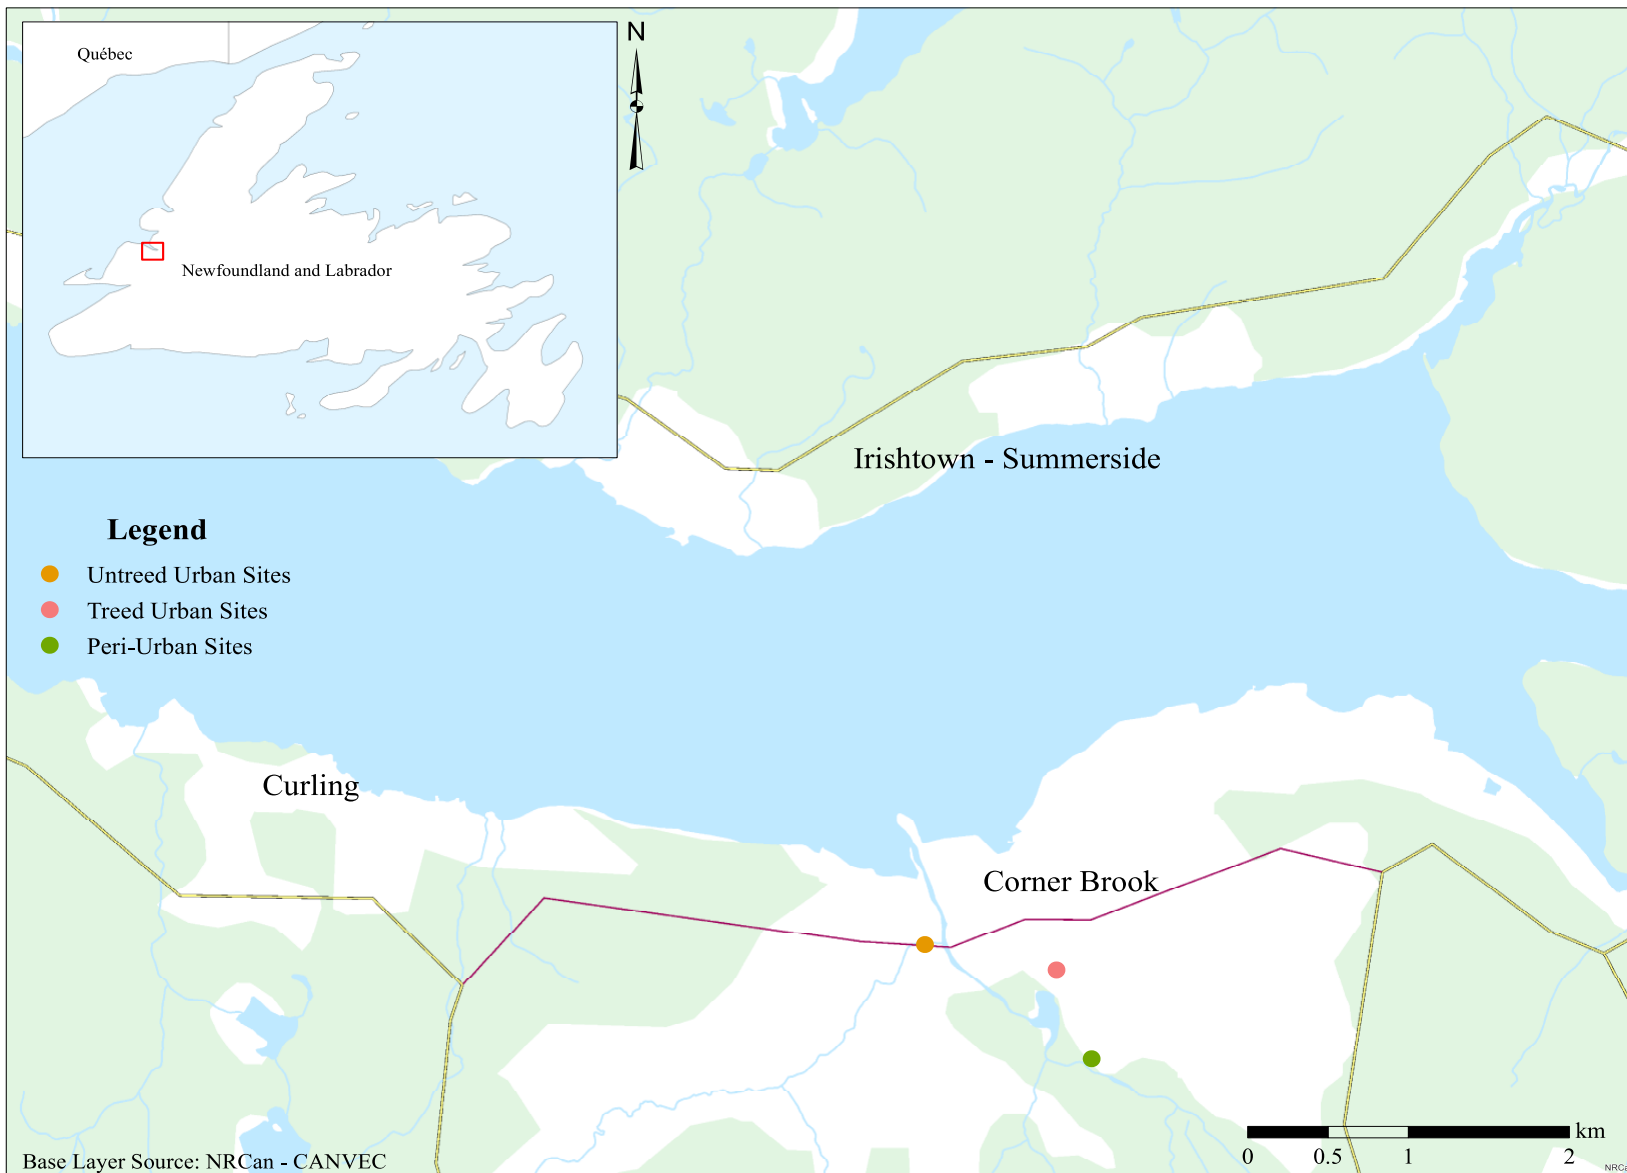 Québec
N
Newfoundland and Labrador
Irishtown - Summerside
Legend
Untreed Urban Sites
Treed Urban Sites
Peri-Urban Sites
Curling
Corner Brook
km
0 0.5 1 2
Base Layer Source: NRCan - CANVEC
NRCan